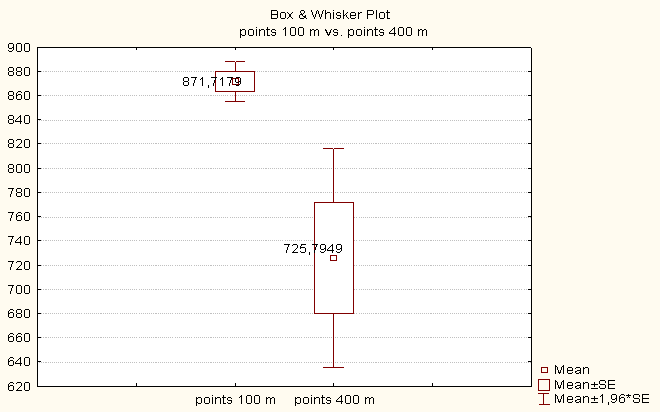 Box & Whisker Plot
points 100 m vs. points 400 m
900
880
860
840
820
800
780
760
740
720
700
680
660
640
620
871,7179
725,7949
points 100 m
points 400 m
Mean
Mean±SE
Mean±1,96*SE